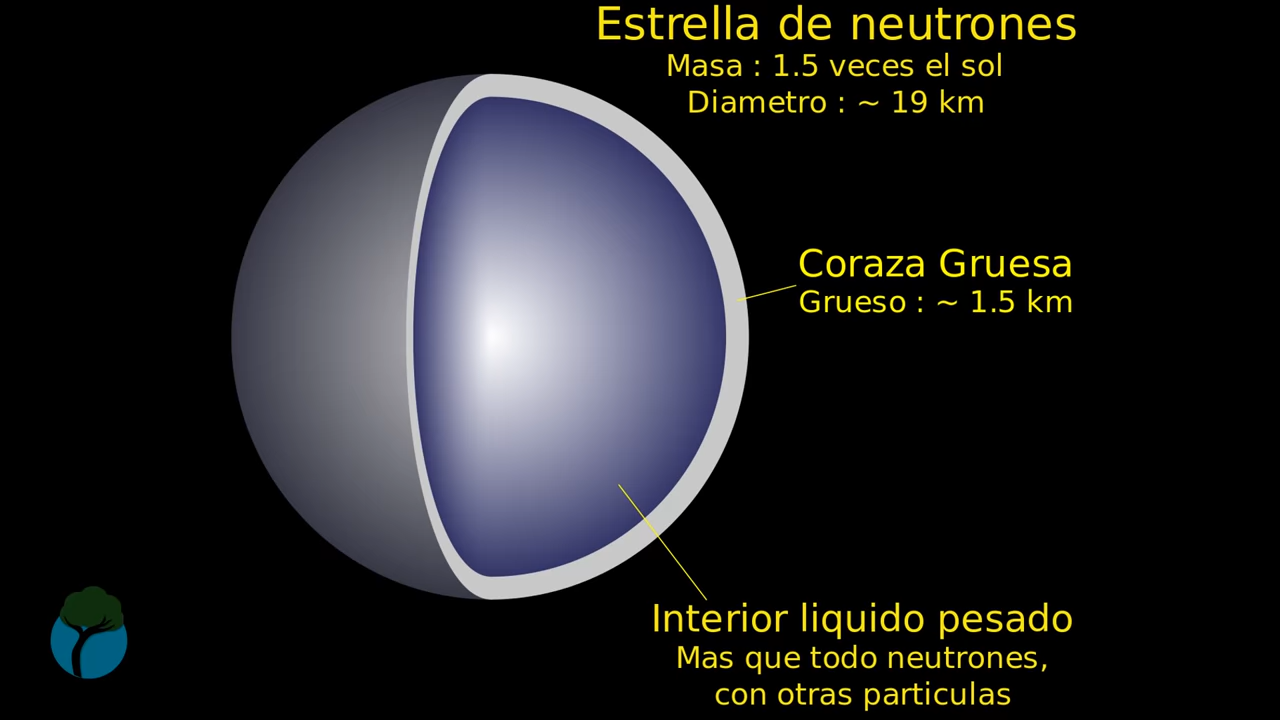 Estrella de neutrones
Masa : 1.5 veces el sol
Diametro : ~ 19 km
Coraza Gruesa
Grueso : ~ 1.5 km
Interior liquido pesado
Mas que todo neutrones,
con otras particulas